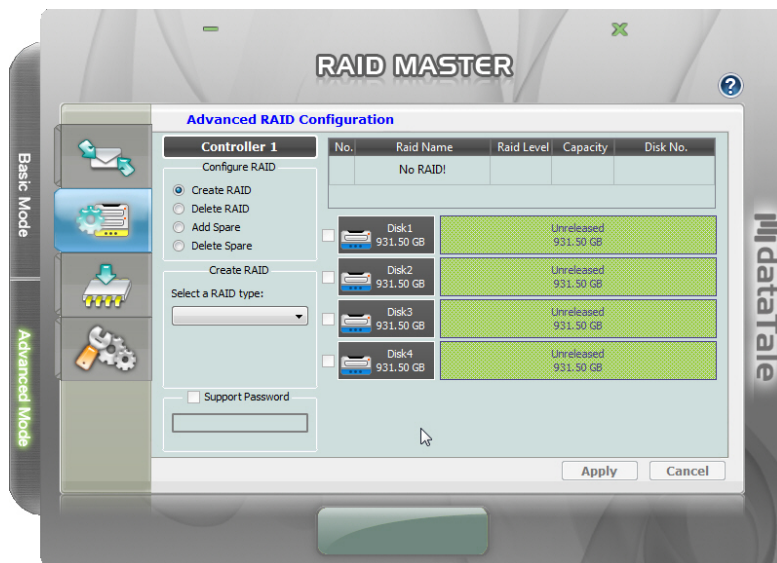 RAID MASTER
?
Advanced RAID Configuration
Basic Mode
Advanced Mode
Controller 1
Configure RAID
Create RAID
Delete RAID
Add Spare
Delete Spare
Create RAID
Select a RAID type:
Support Password
No. Raid Name Raid Level Capacity Disk No.
No RAID!
Disk1
931.50 GB
Unreleased
931.50 GB
Disk2
931.50 GB
Unreleased
931.50 GB
Disk3
931.50 GB
Unreleased
931.50 GB
Disk4
931.50 GB
Unreleased
931.50 GB
Apply Cancel
dataTale